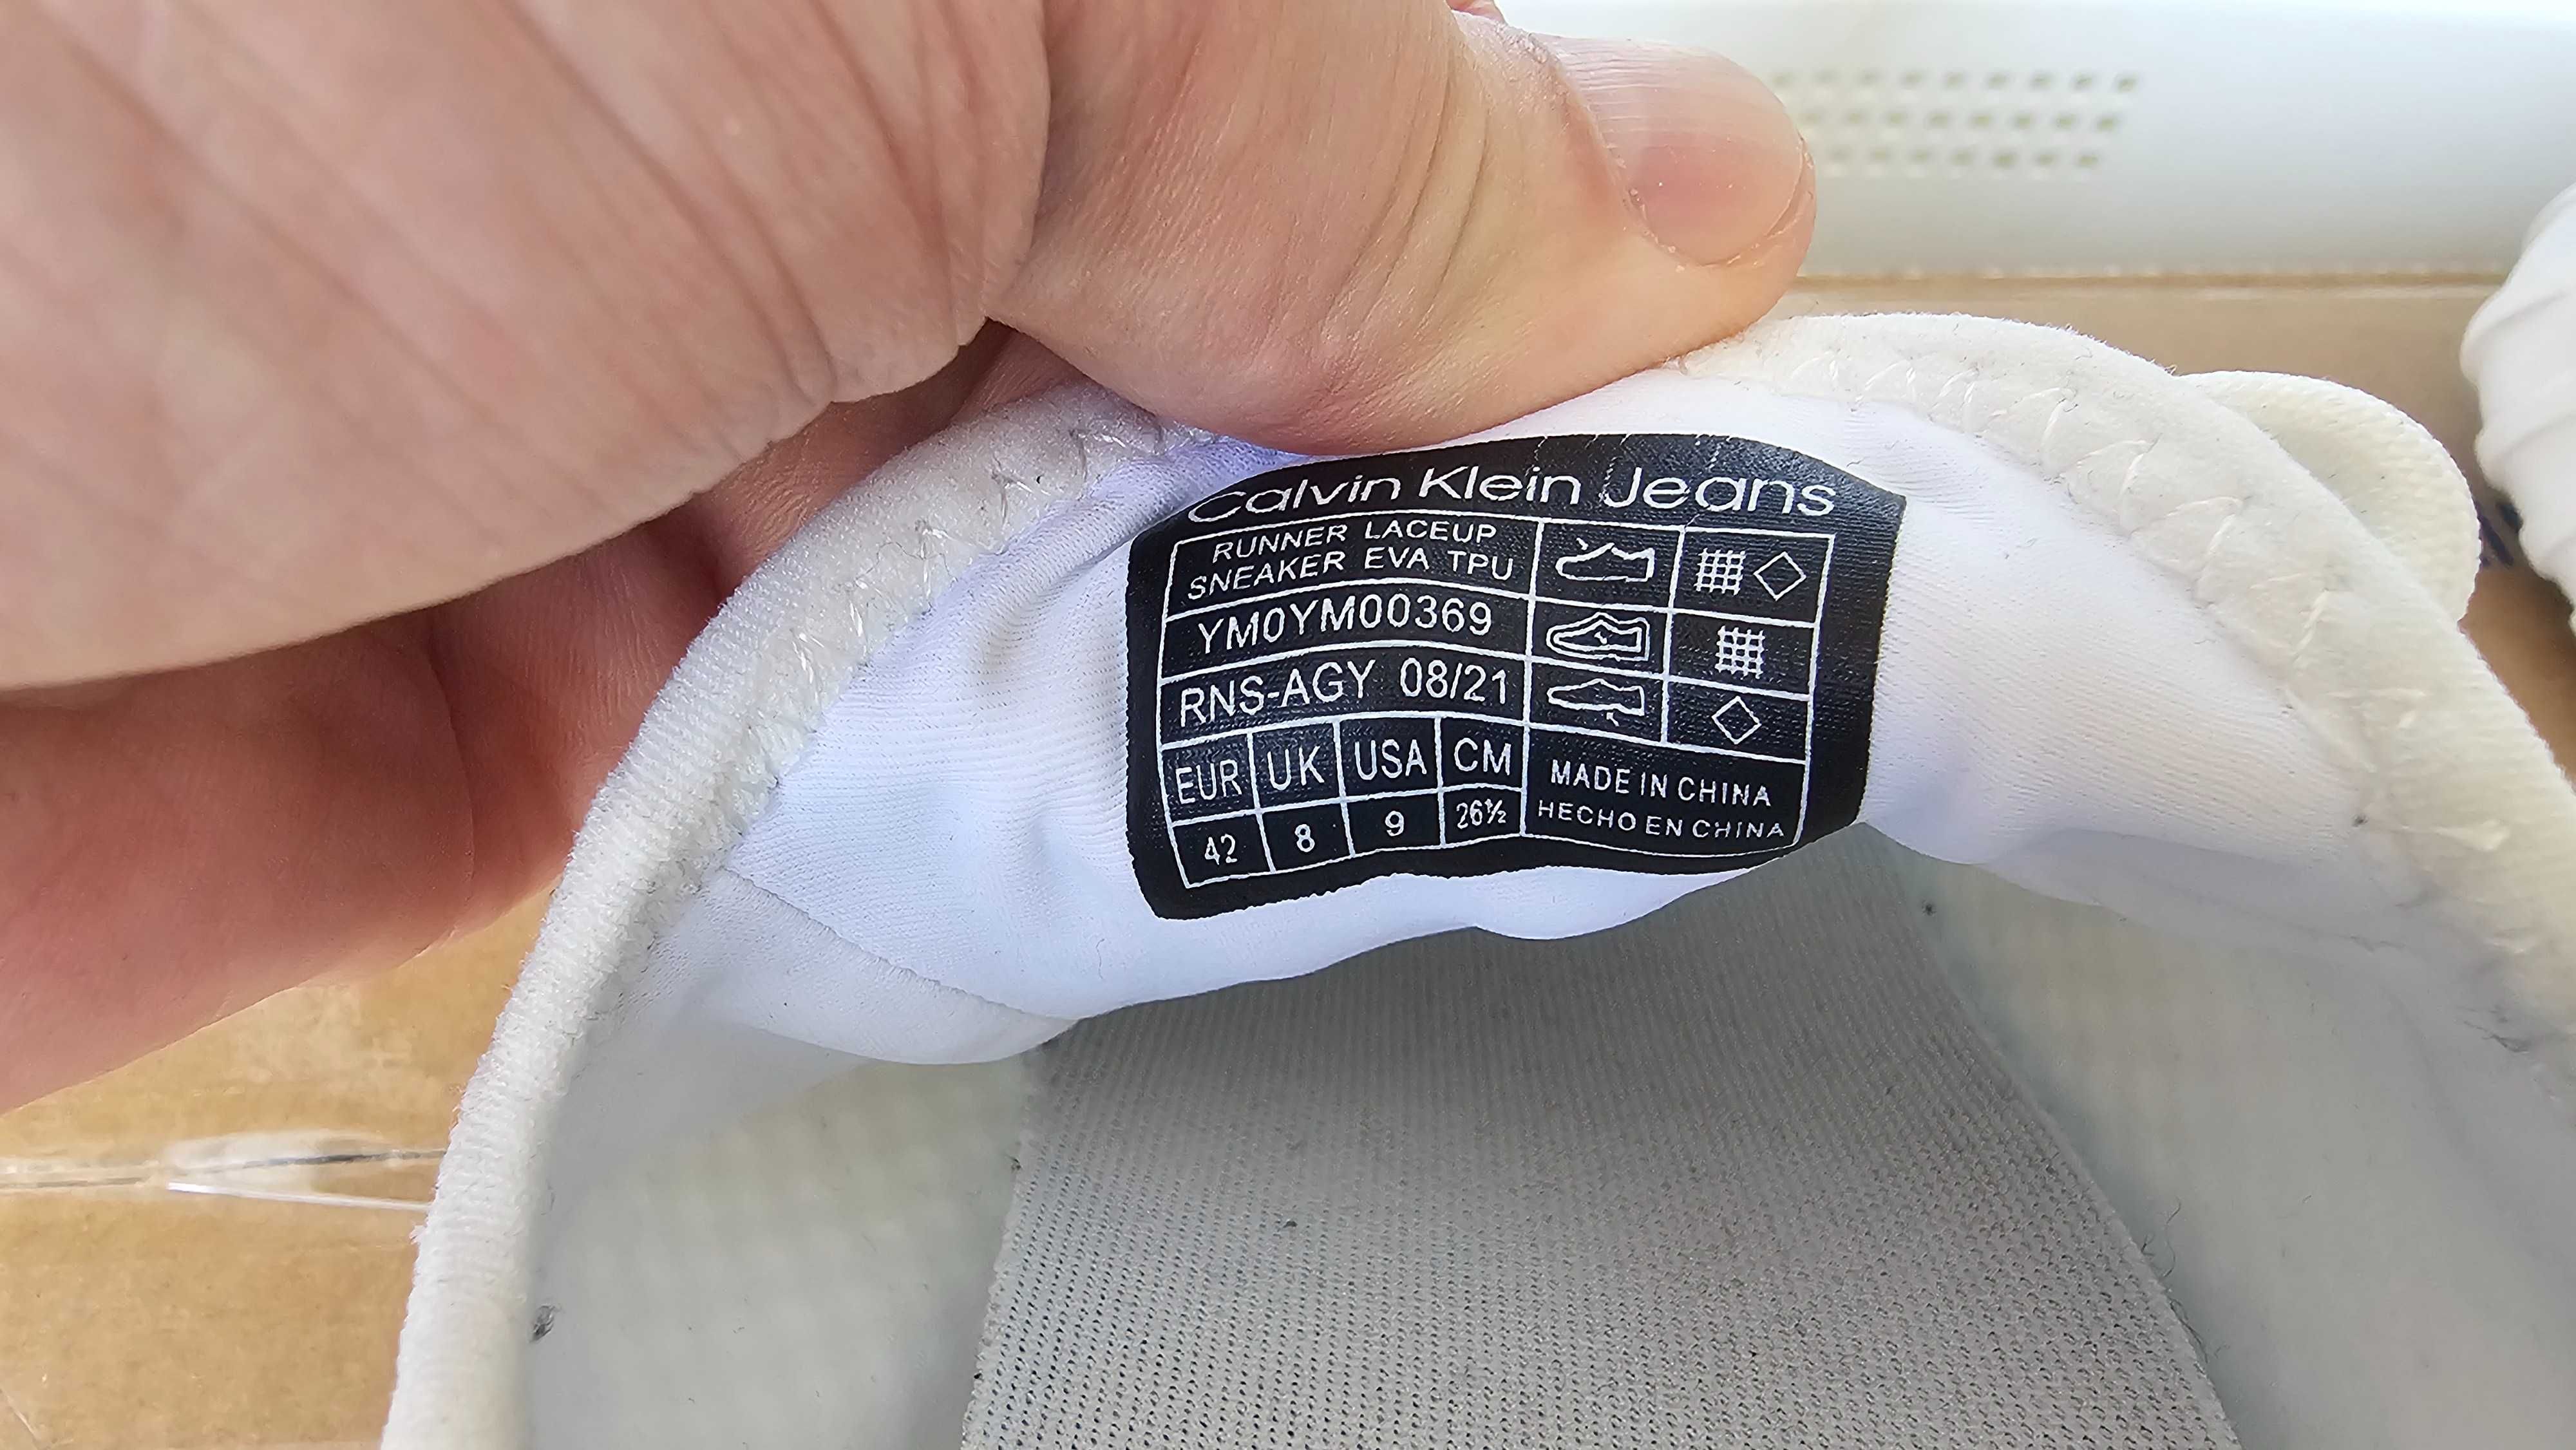 Calvin Klein Jeans
RUNNER LACEUP
SNEAKER EVA TPU
YM0YM00369
RNS-AGY 08/21
EUR UK USA CM
42 8 9 26½
MADE IN CHINA
HECHO EN CHINA